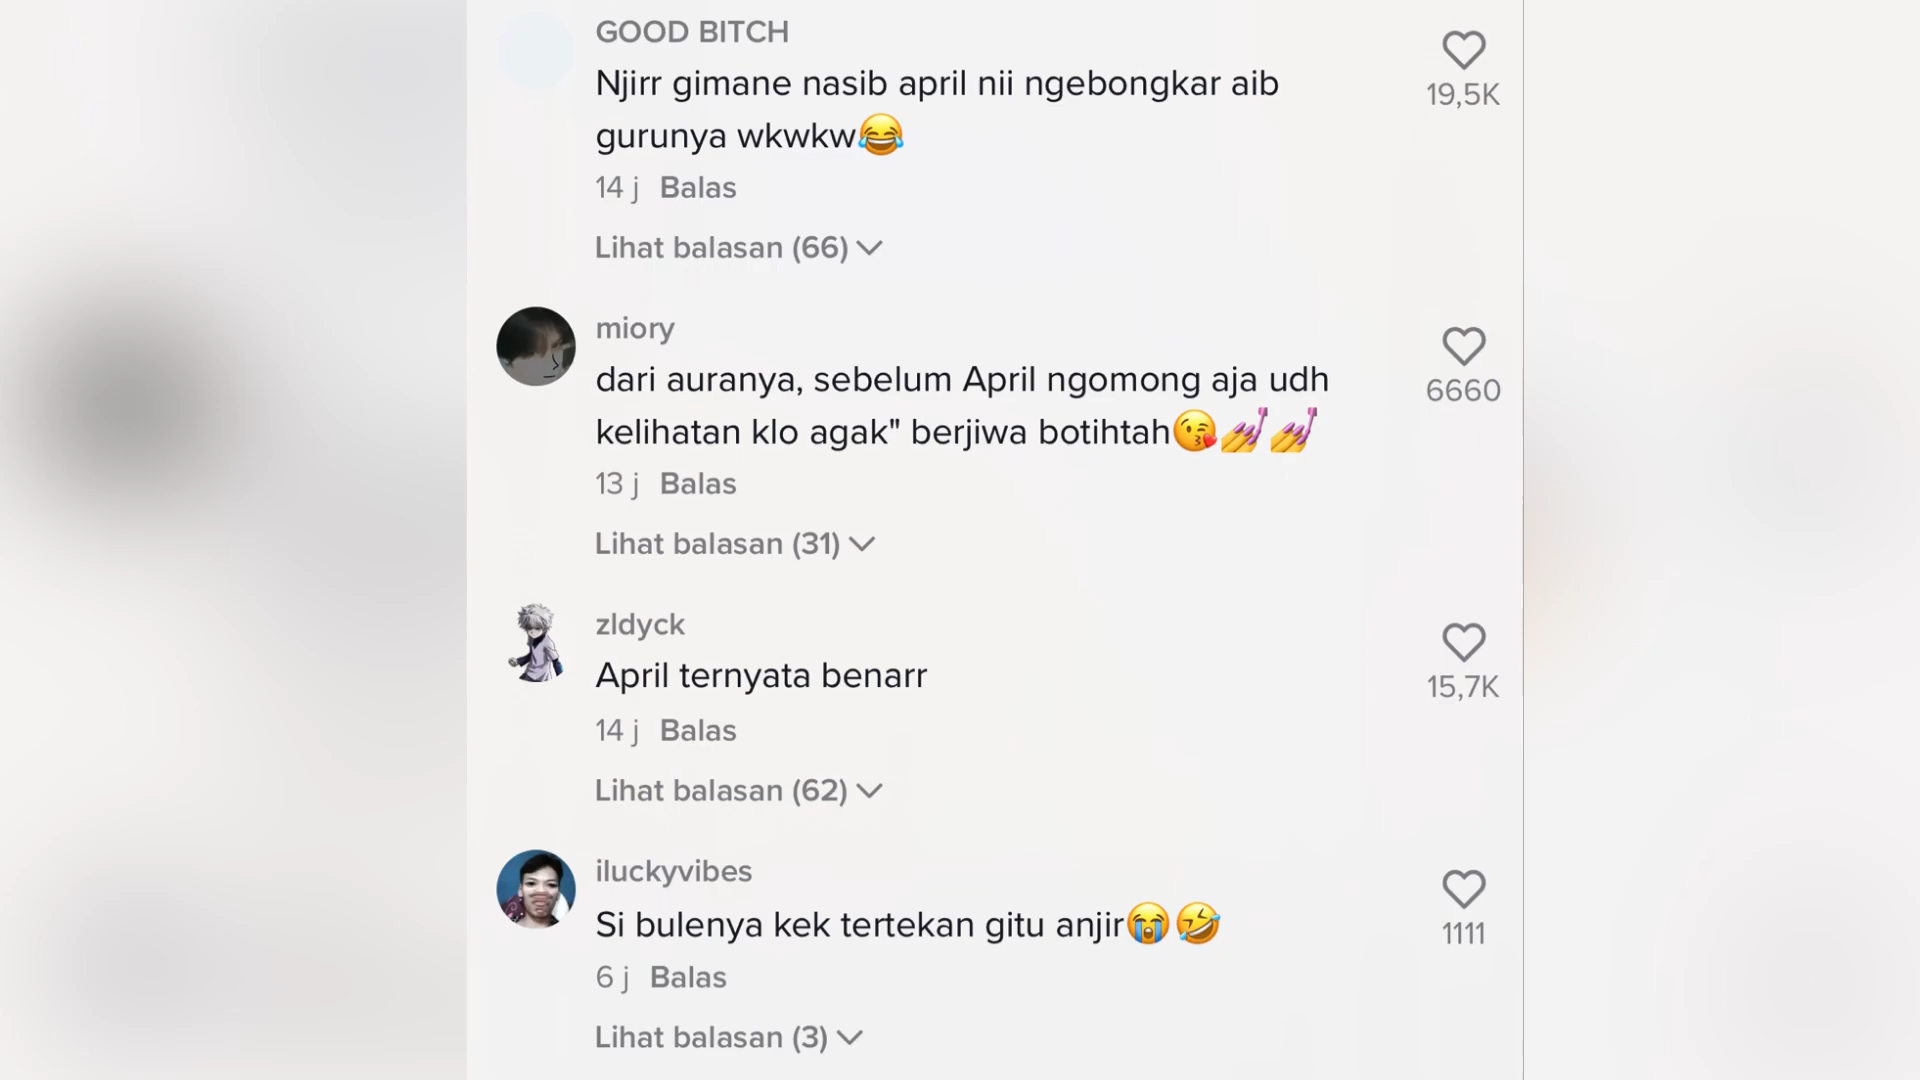 GOOD BITCH
Njirr gimane nasib april nii ngebongkar aib
gurunya wkwkw😂
19,5K
14 j Balas
Lihat balasan (66)
miory
dari auranya, sebelum April ngomong aja udh
kelihatan klo agak" berjiwa botihtah😘💅💅
6660
13 j Balas
Lihat balasan (31)
zldyck
April ternyata benarr
15,7K
14 j Balas
Lihat balasan (62)
iluckyvibes
Si bulenya kek tertekan gitu anjir😭🤣
1111
6 j Balas
Lihat balasan (3)